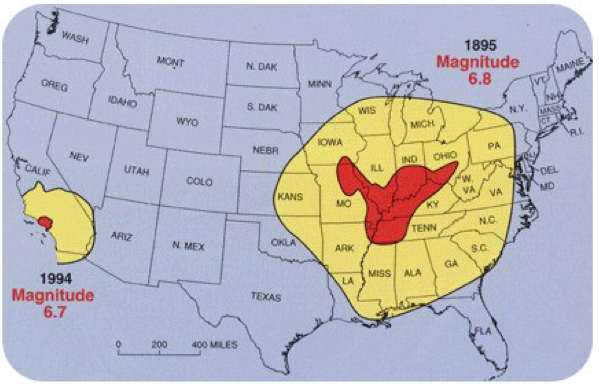 WASH
MONT
N. DAK
MINN
1895
Magnitude
6.8
MAINE
VT.
NH
N.Y.
MASS
CT.
R.I.
OREG
IDAHO
S. DAK
WIS
MICH
WYO
IOWA
NEBR
PA
N.J.
NEV
UTAH
COLO
ILL
IND
OHIO
DEL
MD
W.
VA
VA
CALIF
KANS
MO
KY
N.C.
TENN
ARIZ
N. MEX
OKLA
ARK
S.C.
1994
Magnitude
6.7
MISS
ALA
GA
LA
TEXAS
FLA
0 200 400 MILES